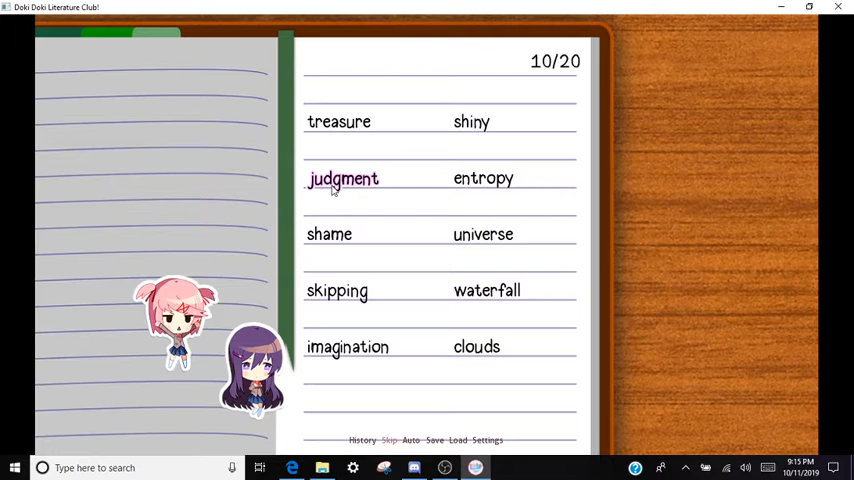 Doki Doki Literature Club!
10/20
treasure shiny
judgment entropy
shame universe
skipping waterfall
imagination clouds
History Skip Auto Save Load Settings
Type here to search
9:15 PM
10/11/2019